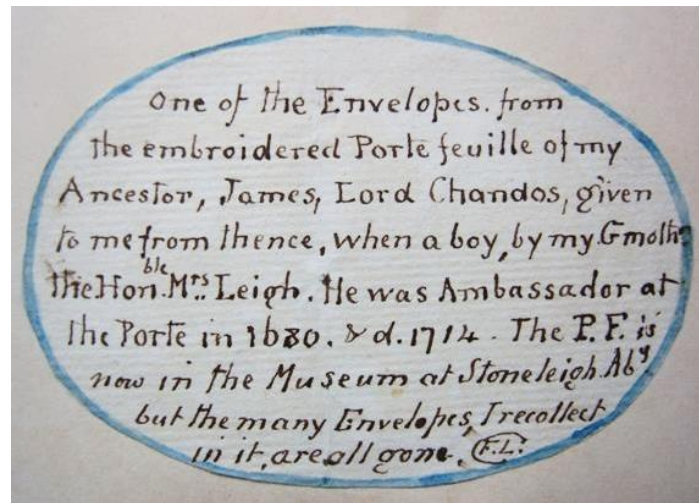 One of the Envelopes. from
the embroidered Porte feuille of my
Ancestor, James, Lord Chandos, given
to me from thence, when a boy, by my Gmoth.
the Honble. Mrs. Leigh. He was Ambassador at
the Porte in 1680. & d. 1714. The P.F. is
now in the Museum at Stoneleigh Aby.
but the many Envelopes, I recollect
in it, are all gone. F.L.